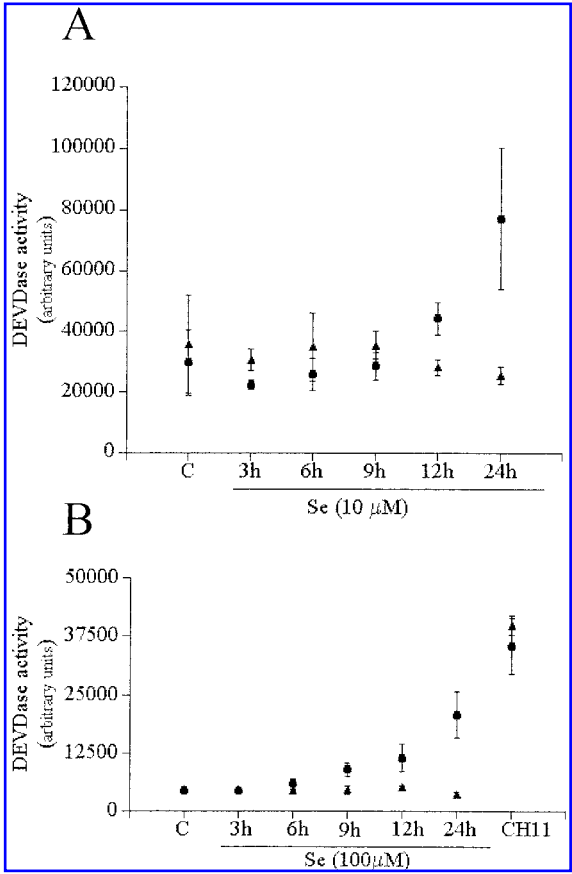 A
120000
100000
80000
60000
40000
20000
0
DEVDase activity
(arbitrary units)
C 3h 6h 9h 12h 24h
Se (10 μM)
B
50000
37500
25000
12500
0
DEVDase activity
(arbitrary units)
C 3h 6h 9h 12h 24h CH11
Se (100μM)